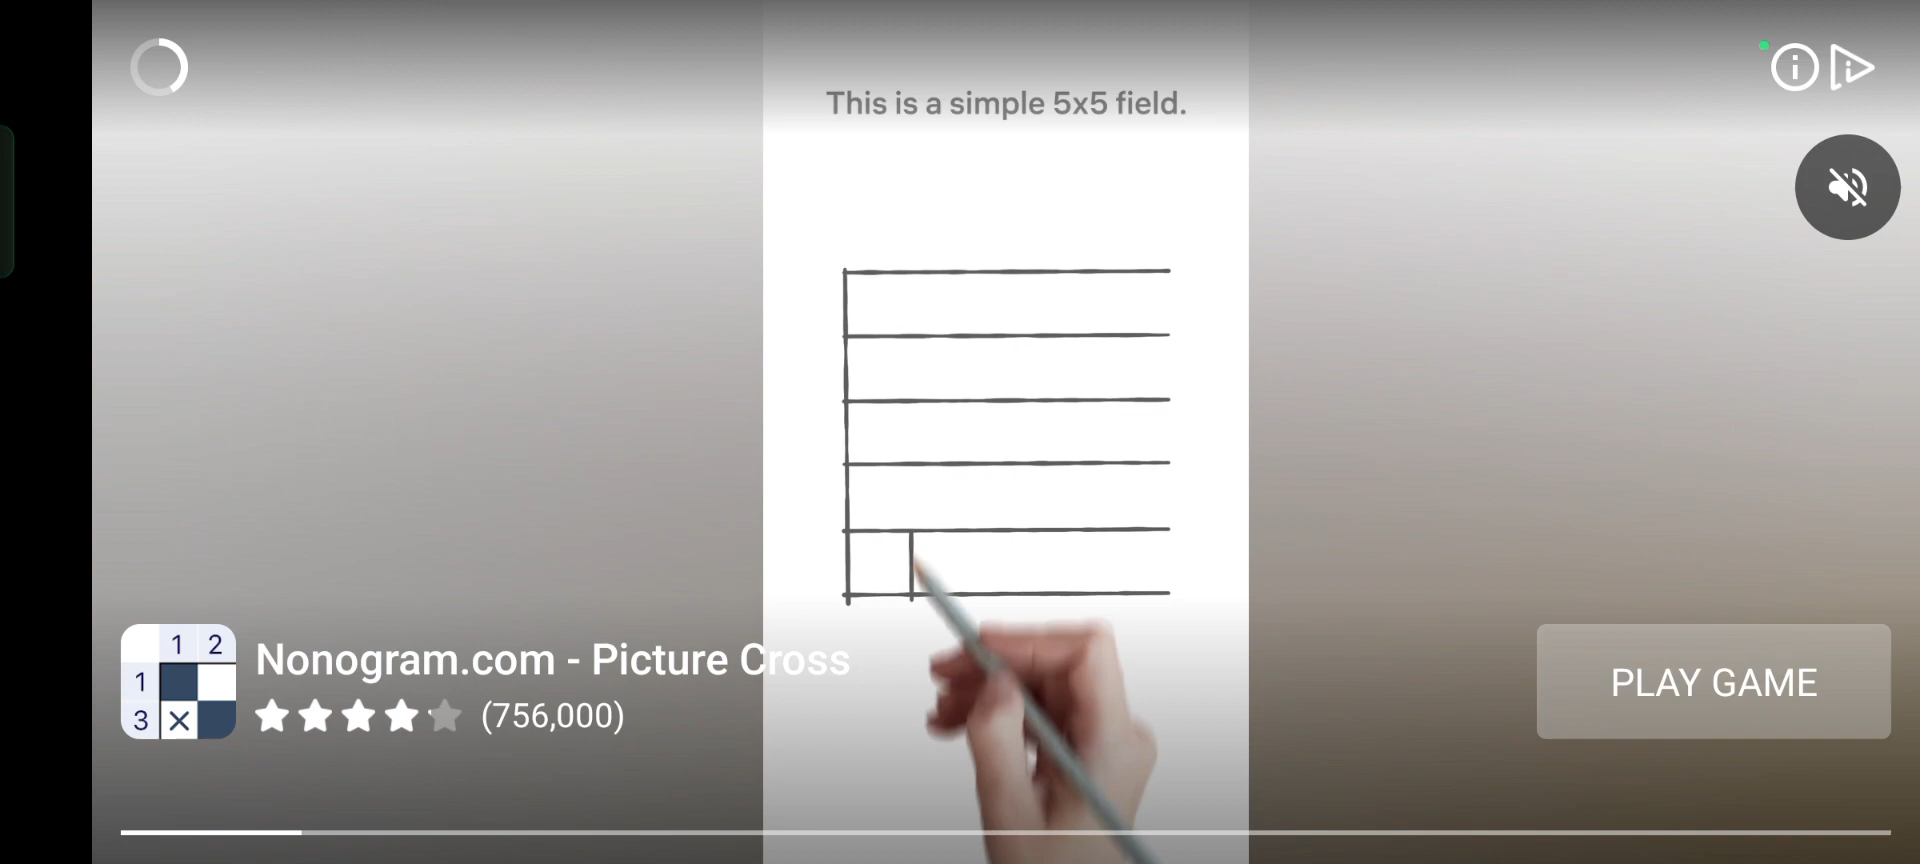 This is a simple 5x5 field.
1 2
1
3
Nonogram.com - Picture Cross
(756,000)
PLAY GAME